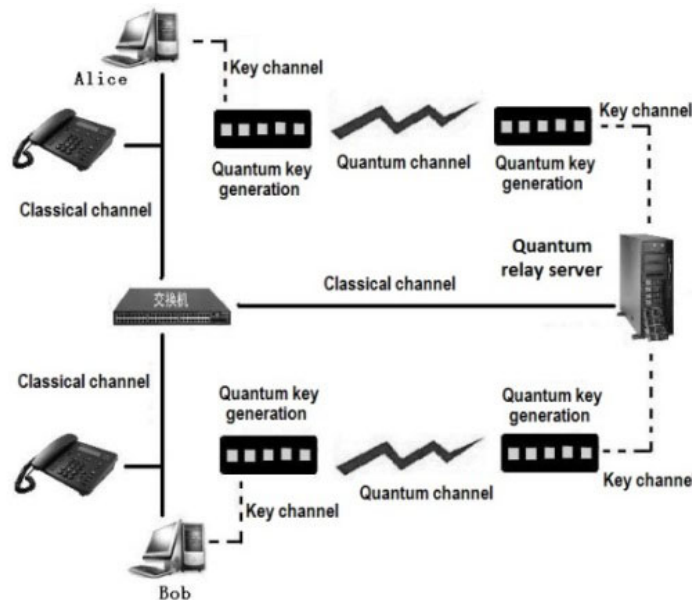 Key channel
Alice
Key channel
Quantum key
generation
Quantum channel
Quantum key
generation
Classical channel
Quantum
relay server
Classical channel
交换机
Classical channel
Quantum key
generation
Quantum key
generation
Quantum channel
Key channel
Key channel
Bob